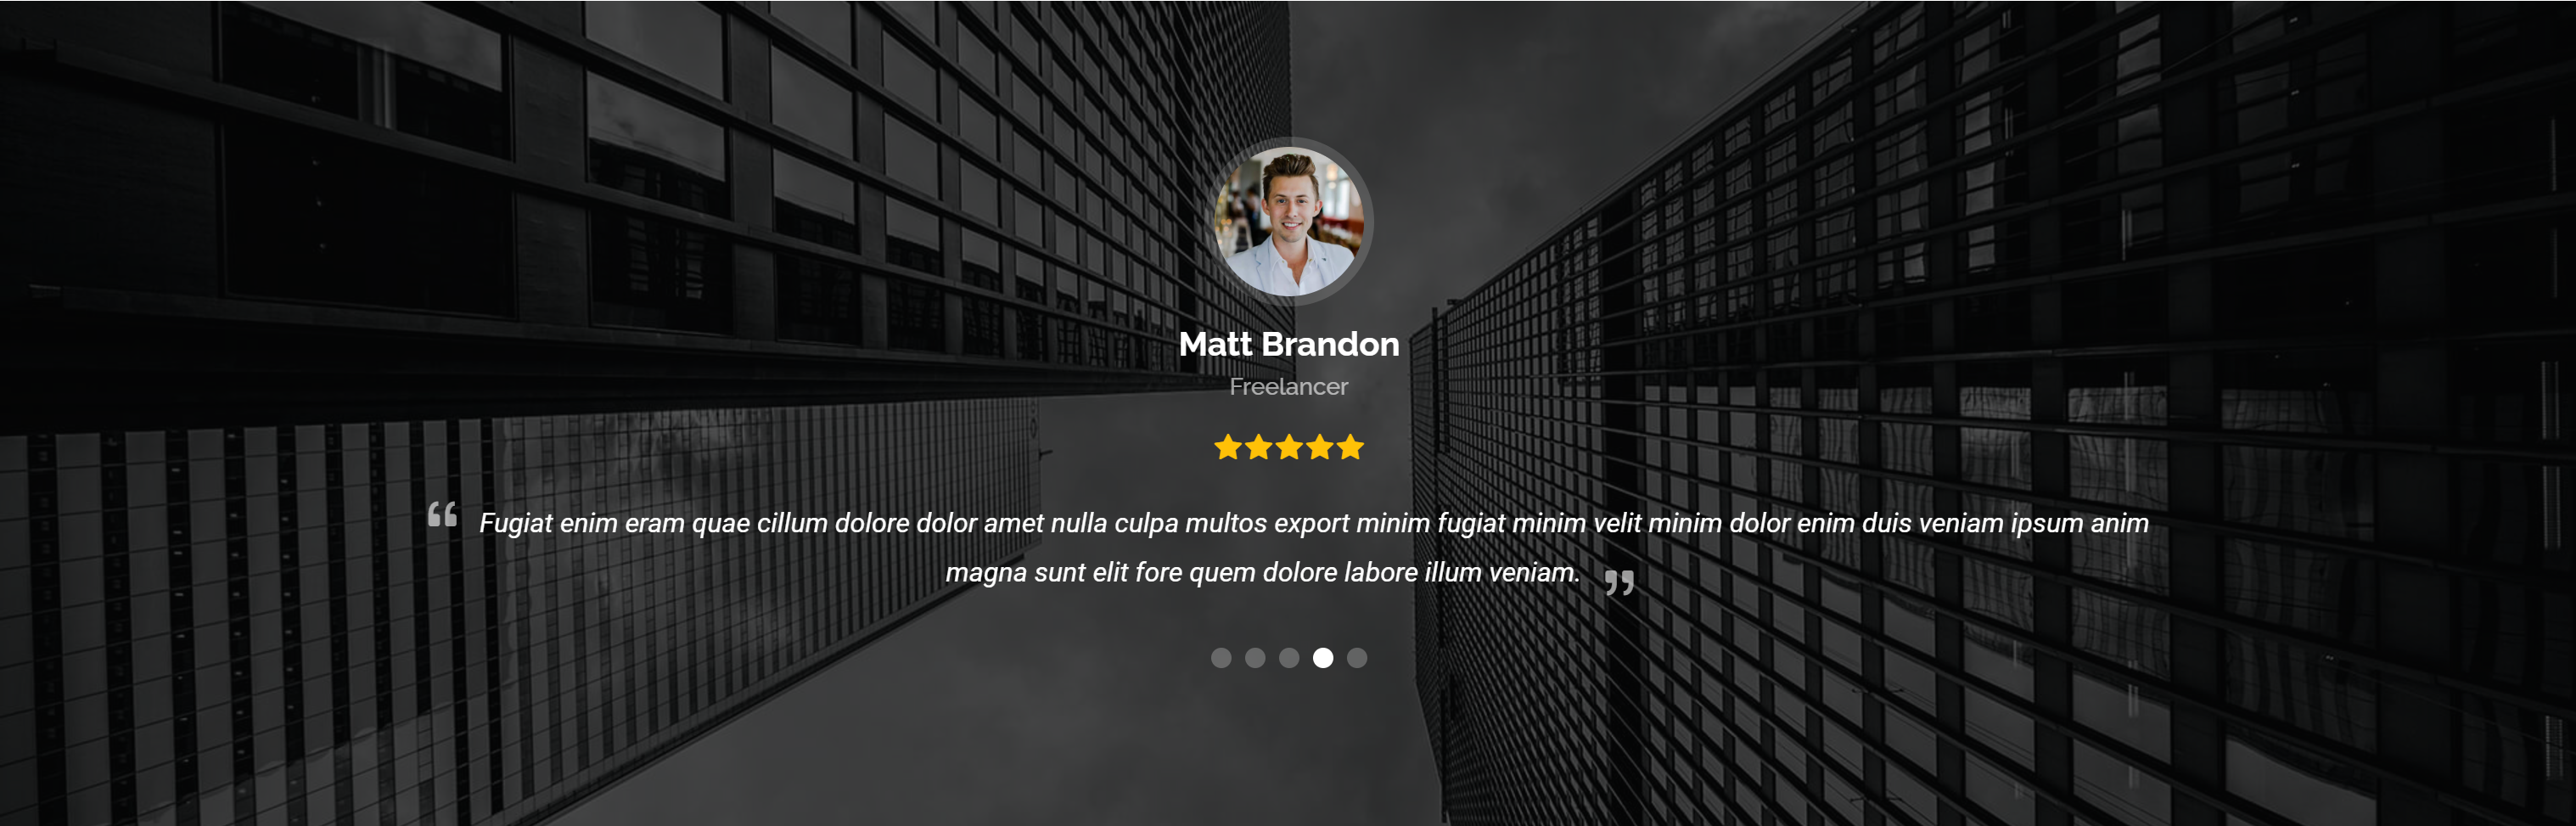 Matt Brandon
Freelancer
“ Fugiat enim eram quae cillum dolore dolor amet nulla culpa multos export minim fugiat minim velit minim dolor enim duis veniam ipsum anim
magna sunt elit fore quem dolore labore illum veniam. ”